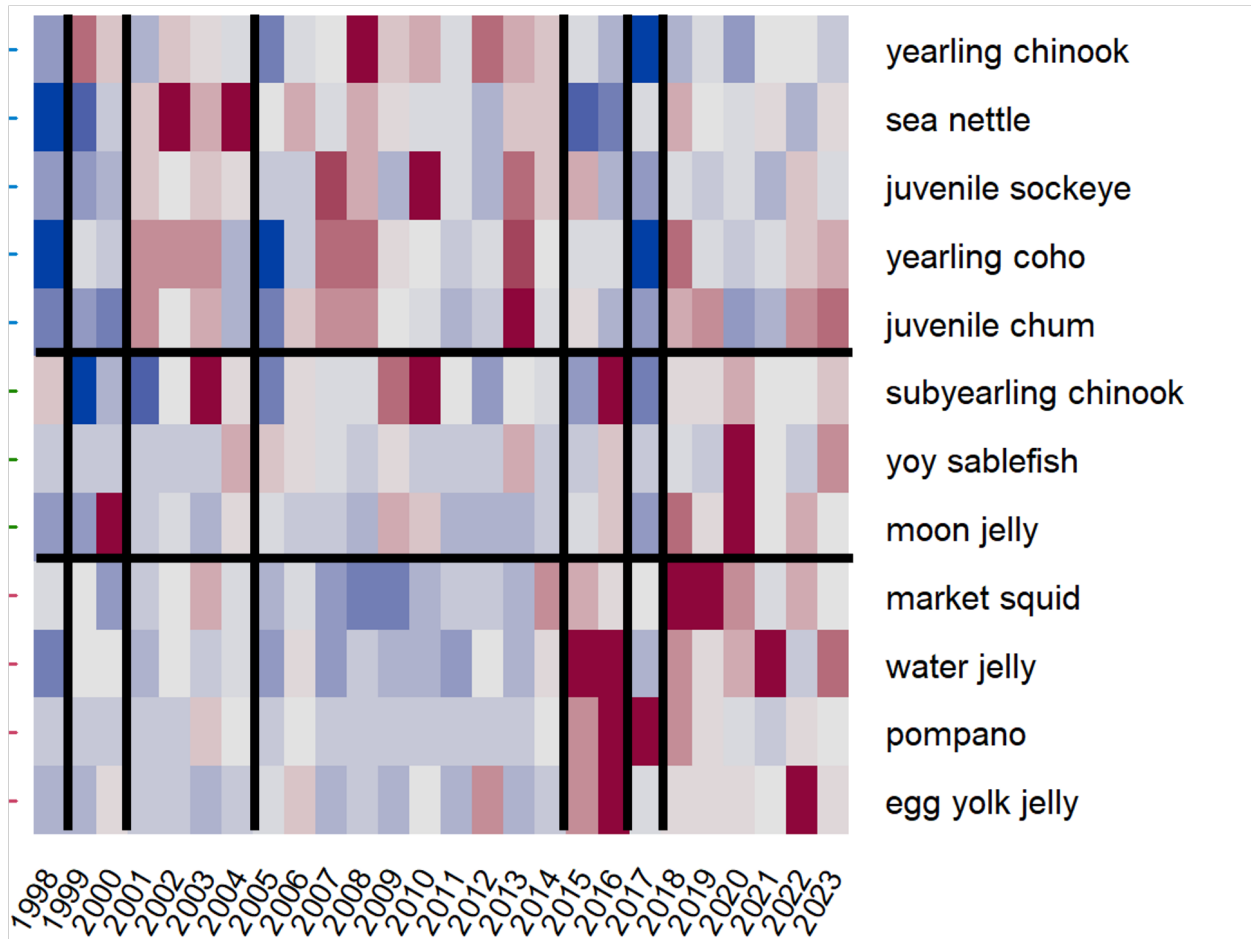 yearling chinook
sea nettle
juvenile sockeye
yearling coho
juvenile chum
subyearling chinook
yoy sablefish
moon jelly
market squid
water jelly
pompano
egg yolk jelly
1998 1999 2000 2001 2002 2003 2004 2005 2006 2007 2008 2009 2010 2011 2012 2013 2014 2015 2016 2017 2018 2019 2020 2021 2022 2023